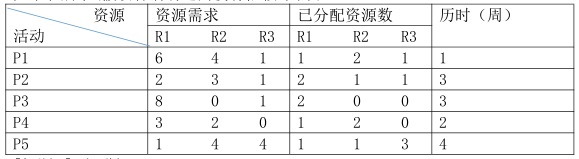 资源 资源需求 已分配资源数 历时（周）
活动 R1 R2 R3 R1 R2 R3
P1 6 4 1 1 2 1 1
P2 2 3 1 2 1 1 3
P3 8 0 1 2 0 0 3
P4 3 2 0 1 2 0 2
P5 1 4 4 1 1 3 4